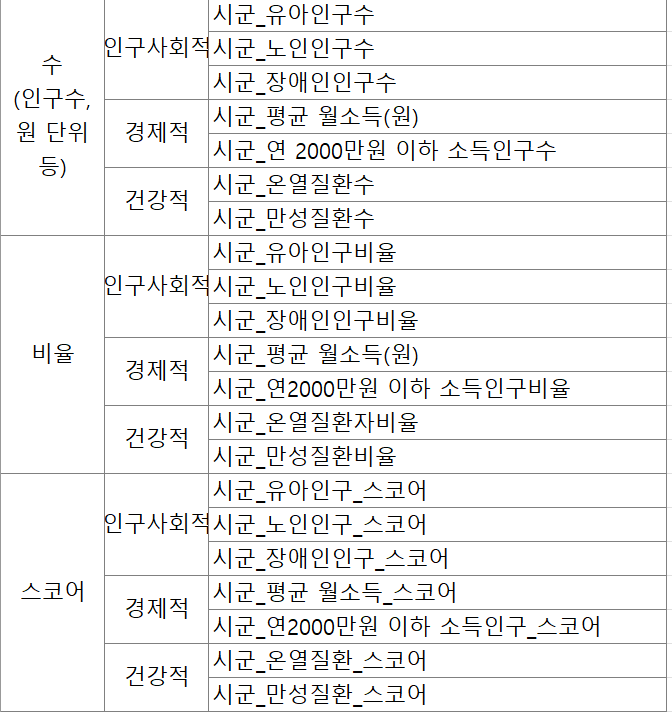 수
(인구수,
원 단위
등)
인구사회적
시군_유아인구수
시군_노인인구수
시군_장애인인구수
경제적
시군_평균 월소득(원)
시군_연 2000만원 이하 소득인구수
건강적
시군_온열질환수
시군_만성질환수
비율
인구사회적
시군_유아인구비율
시군_노인인구비율
시군_장애인인구비율
경제적
시군_평균 월소득(원)
시군_연2000만원 이하 소득인구비율
건강적
시군_온열질환자비율
시군_만성질환비율
스코어
인구사회적
시군_유아인구_스코어
시군_노인인구_스코어
시군_장애인인구_스코어
경제적
시군_평균 월소득_스코어
시군_연2000만원 이하 소득인구_스코어
건강적
시군_온열질환_스코어
시군_만성질환_스코어